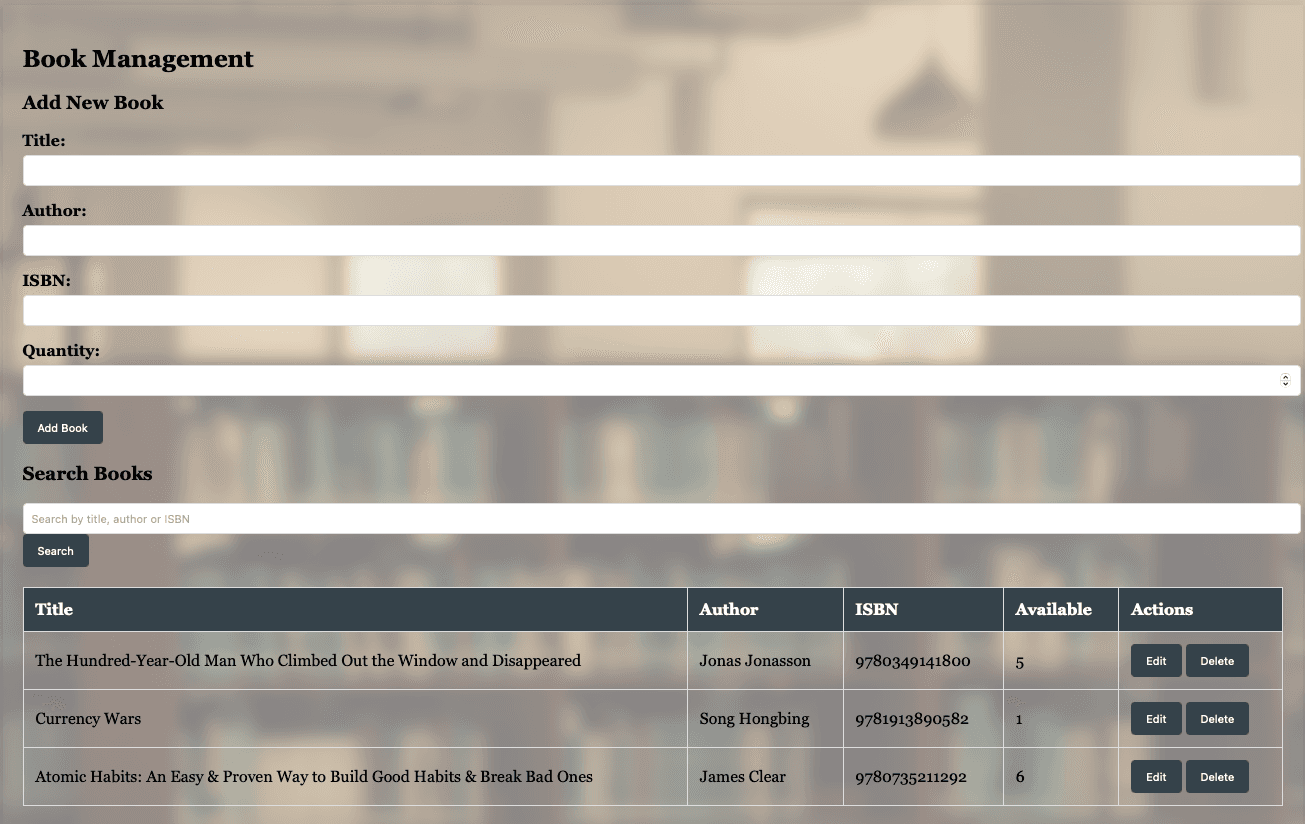 Book Management
Add New Book
Title:
Author:
ISBN:
Quantity:
Add Book
Search Books
Search by title, author or ISBN
Search
Title Author ISBN Available Actions
The Hundred-Year-Old Man Who Climbed Out the Window and Disappeared Jonas Jonasson 9780349141800 5 Edit Delete
Currency Wars Song Hongbing 9781913890582 1 Edit Delete
Atomic Habits: An Easy & Proven Way to Build Good Habits & Break Bad Ones James Clear 9780735211292 6 Edit Delete